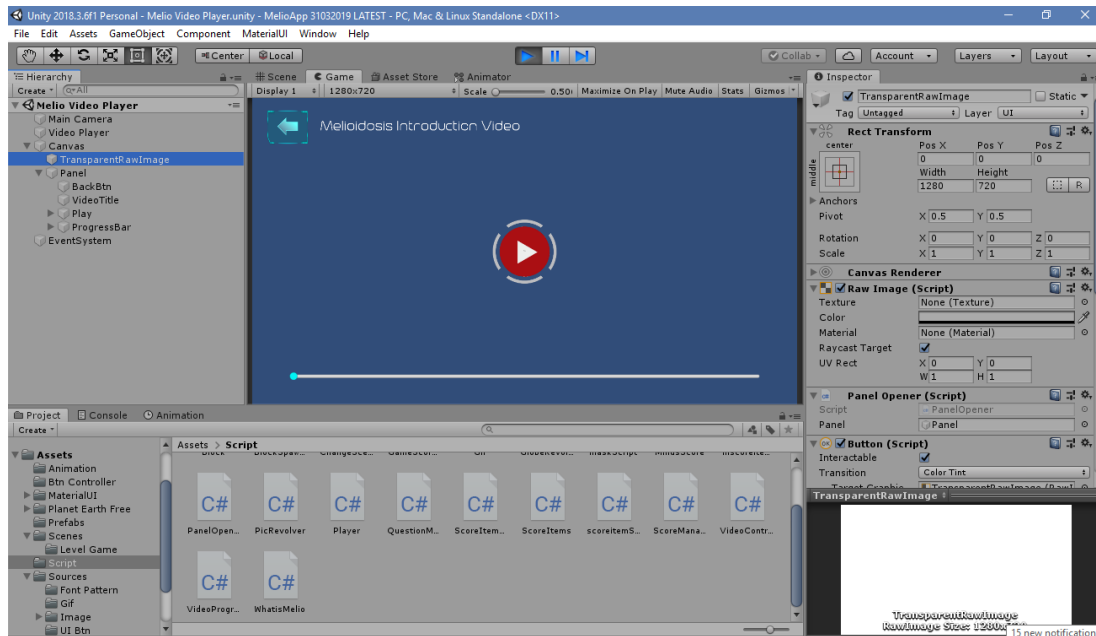 Unity 2018.3.6f1 Personal - Melio Video Player.unity - MelioApp 31032019 LATEST - PC, Mac & Linux Standalone <DX11>
File Edit Assets GameObject Component MaterialUI Window Help
Center Local Collab Account Layers Layout
Hierarchy
Create All
Melio Video Player
Main Camera
Video Player
Canvas
TransparentRawImage
Panel
BackBtn
VideoTitle
Play
ProgressBar
EventSystem
Scene Game Asset Store Animator
Display 1 1280x720 Scale 0.50 Maximize On Play Mute Audio Stats Gizmos
Melioidosis Introduction Video
Inspector
TransparentRawImage Static
Tag Untagged Layer UI
Rect Transform
center Pos X Pos Y Pos Z
middle 0 0 0
Width Height
1280 720 R
Anchors
Pivot X 0.5 Y 0.5
Rotation X 0 Y 0 Z 0
Scale X 1 Y 1 Z 1
Canvas Renderer
Raw Image (Script)
Texture None (Texture)
Color
Material None (Material)
Raycast Target
UV Rect X 0 Y 0
W 1 H 1
Panel Opener (Script)
Script PanelOpener
Panel Panel
Button (Script)
Interactable
Transition Color Tint
Target Graphic TransparentRawImage (RawI
TransparentRawImage
TransparentRawImage
RawImage Size: 1280x720
15 new notification
Project Console Animation
Create
Assets
Animation
Btn Controller
MaterialUI
Planet Earth Free
Prefabs
Scenes
Level Game
Script
Sources
Font Pattern
Gif
Image
UI Btn
Assets > Script
C# C# C# C# C# C# C# C# C#
PanelOpen... PicRevolver Player QuestionM... ScoreItem... ScoreItems scoreitemS... ScoreMana... VideoContr...
C# C#
VideoProgr... WhatisMelio